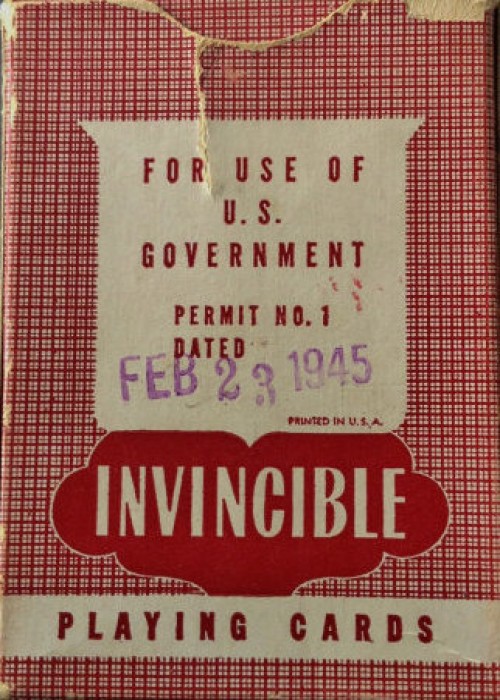 FOR USE OF
U.S.
GOVERNMENT
PERMIT NO. 1
DATED
FEB 23 1945
PRINTED IN U.S.A.
INVINCIBLE
PLAYING CARDS